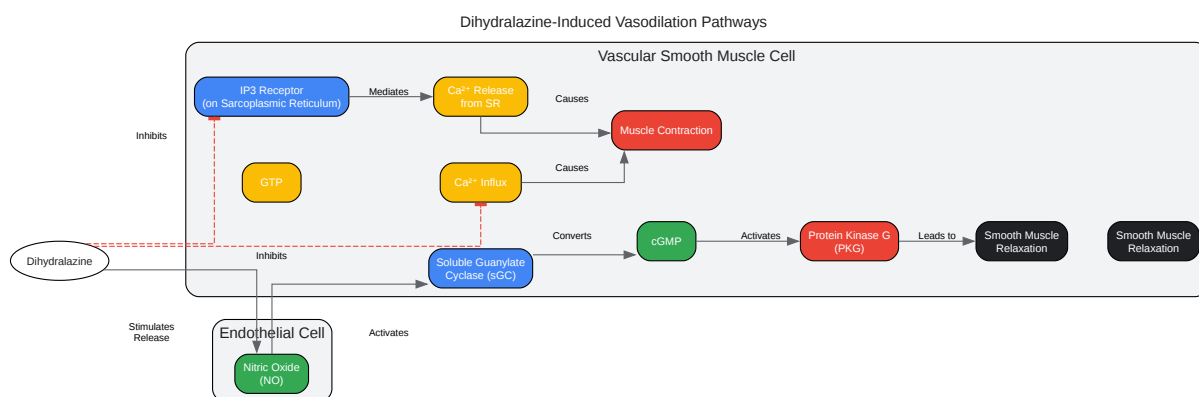 Dihydralazine-Induced Vasodilation Pathways
Vascular Smooth Muscle Cell
IP3 Receptor
(on Sarcoplasmic Reticulum)
Mediates
Ca²⁺ Release
from SR
Causes
Muscle Contraction
Inhibits
GTP
Ca²⁺ Influx
Causes
Dihydralazine
Inhibits
Soluble Guanylate
Cyclase (sGC)
Converts
cGMP
Activates
Protein Kinase G
(PKG)
Leads to
Smooth Muscle
Relaxation
Smooth Muscle
Relaxation
Stimulates
Release
Endothelial Cell
Activates
Nitric Oxide
(NO)